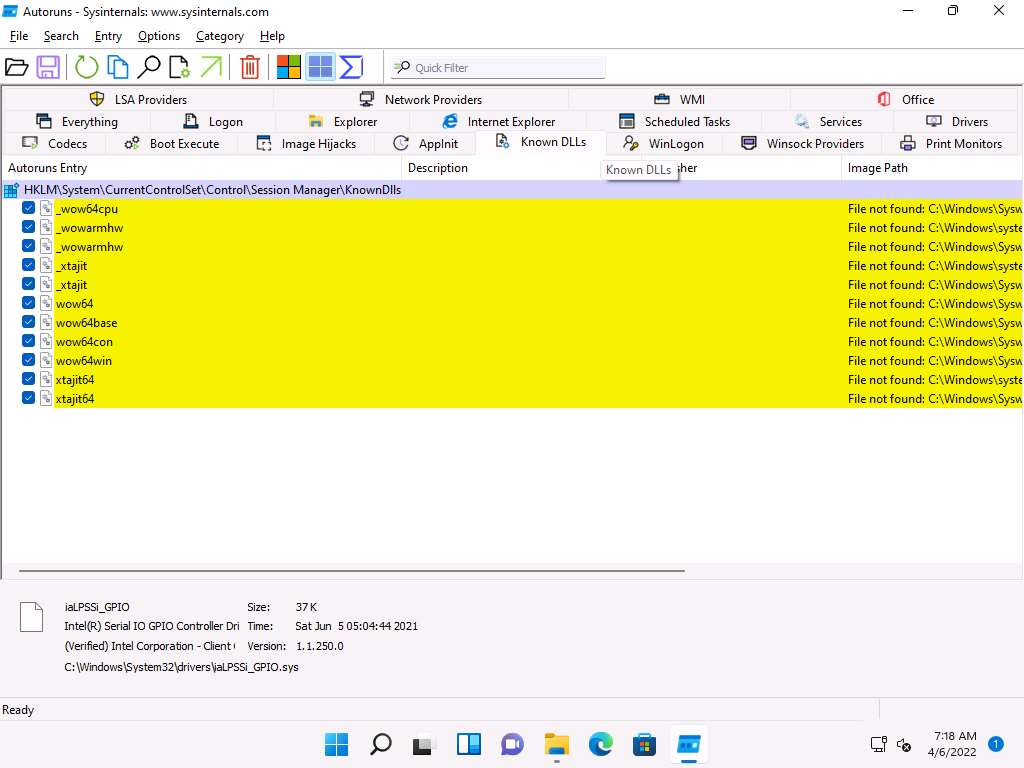 Autoruns - Sysinternals: www.sysinternals.com
File Search Entry Options Category Help
Quick Filter
LSA Providers Network Providers WMI Office
Everything Logon Explorer Internet Explorer Scheduled Tasks Services Drivers
Codecs Boot Execute Image Hijacks AppInit Known DLLs WinLogon Winsock Providers Print Monitors
Autoruns Entry Description Known DLLs Image Path
HKLM\System\CurrentControlSet\Control\Session Manager\KnownDlls
_wow64cpu File not found: C:\Windows\Sysw
_wowarmhw File not found: C:\Windows\syste
_wowarmhw File not found: C:\Windows\Sysw
_xtajit File not found: C:\Windows\syste
_xtajit File not found: C:\Windows\Sysw
wow64 File not found: C:\Windows\Sysw
wow64base File not found: C:\Windows\Sysw
wow64con File not found: C:\Windows\Sysw
wow64win File not found: C:\Windows\Sysw
xtajit64 File not found: C:\Windows\syste
xtajit64 File not found: C:\Windows\Sysw
iaLPSSi_GPIO Size: 37 K
Intel(R) Serial IO GPIO Controller Dri Time: Sat Jun 5 05:04:44 2021
(Verified) Intel Corporation - Client Version: 1.1.250.0
C:\Windows\System32\drivers\iaLPSSi_GPIO.sys
Ready
7:18 AM
4/6/2022
1